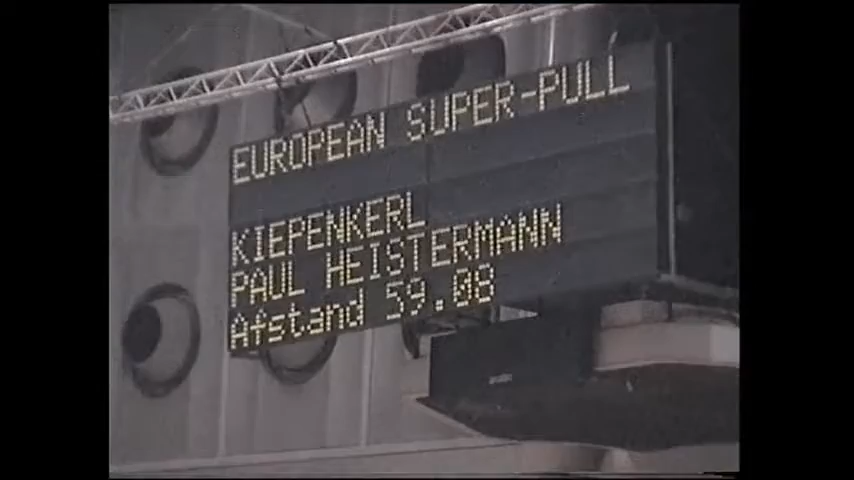 EUROPEAN SUPER-PULL
KIEPENKERL
PAUL HEISTERMANN
Afstand 59.08